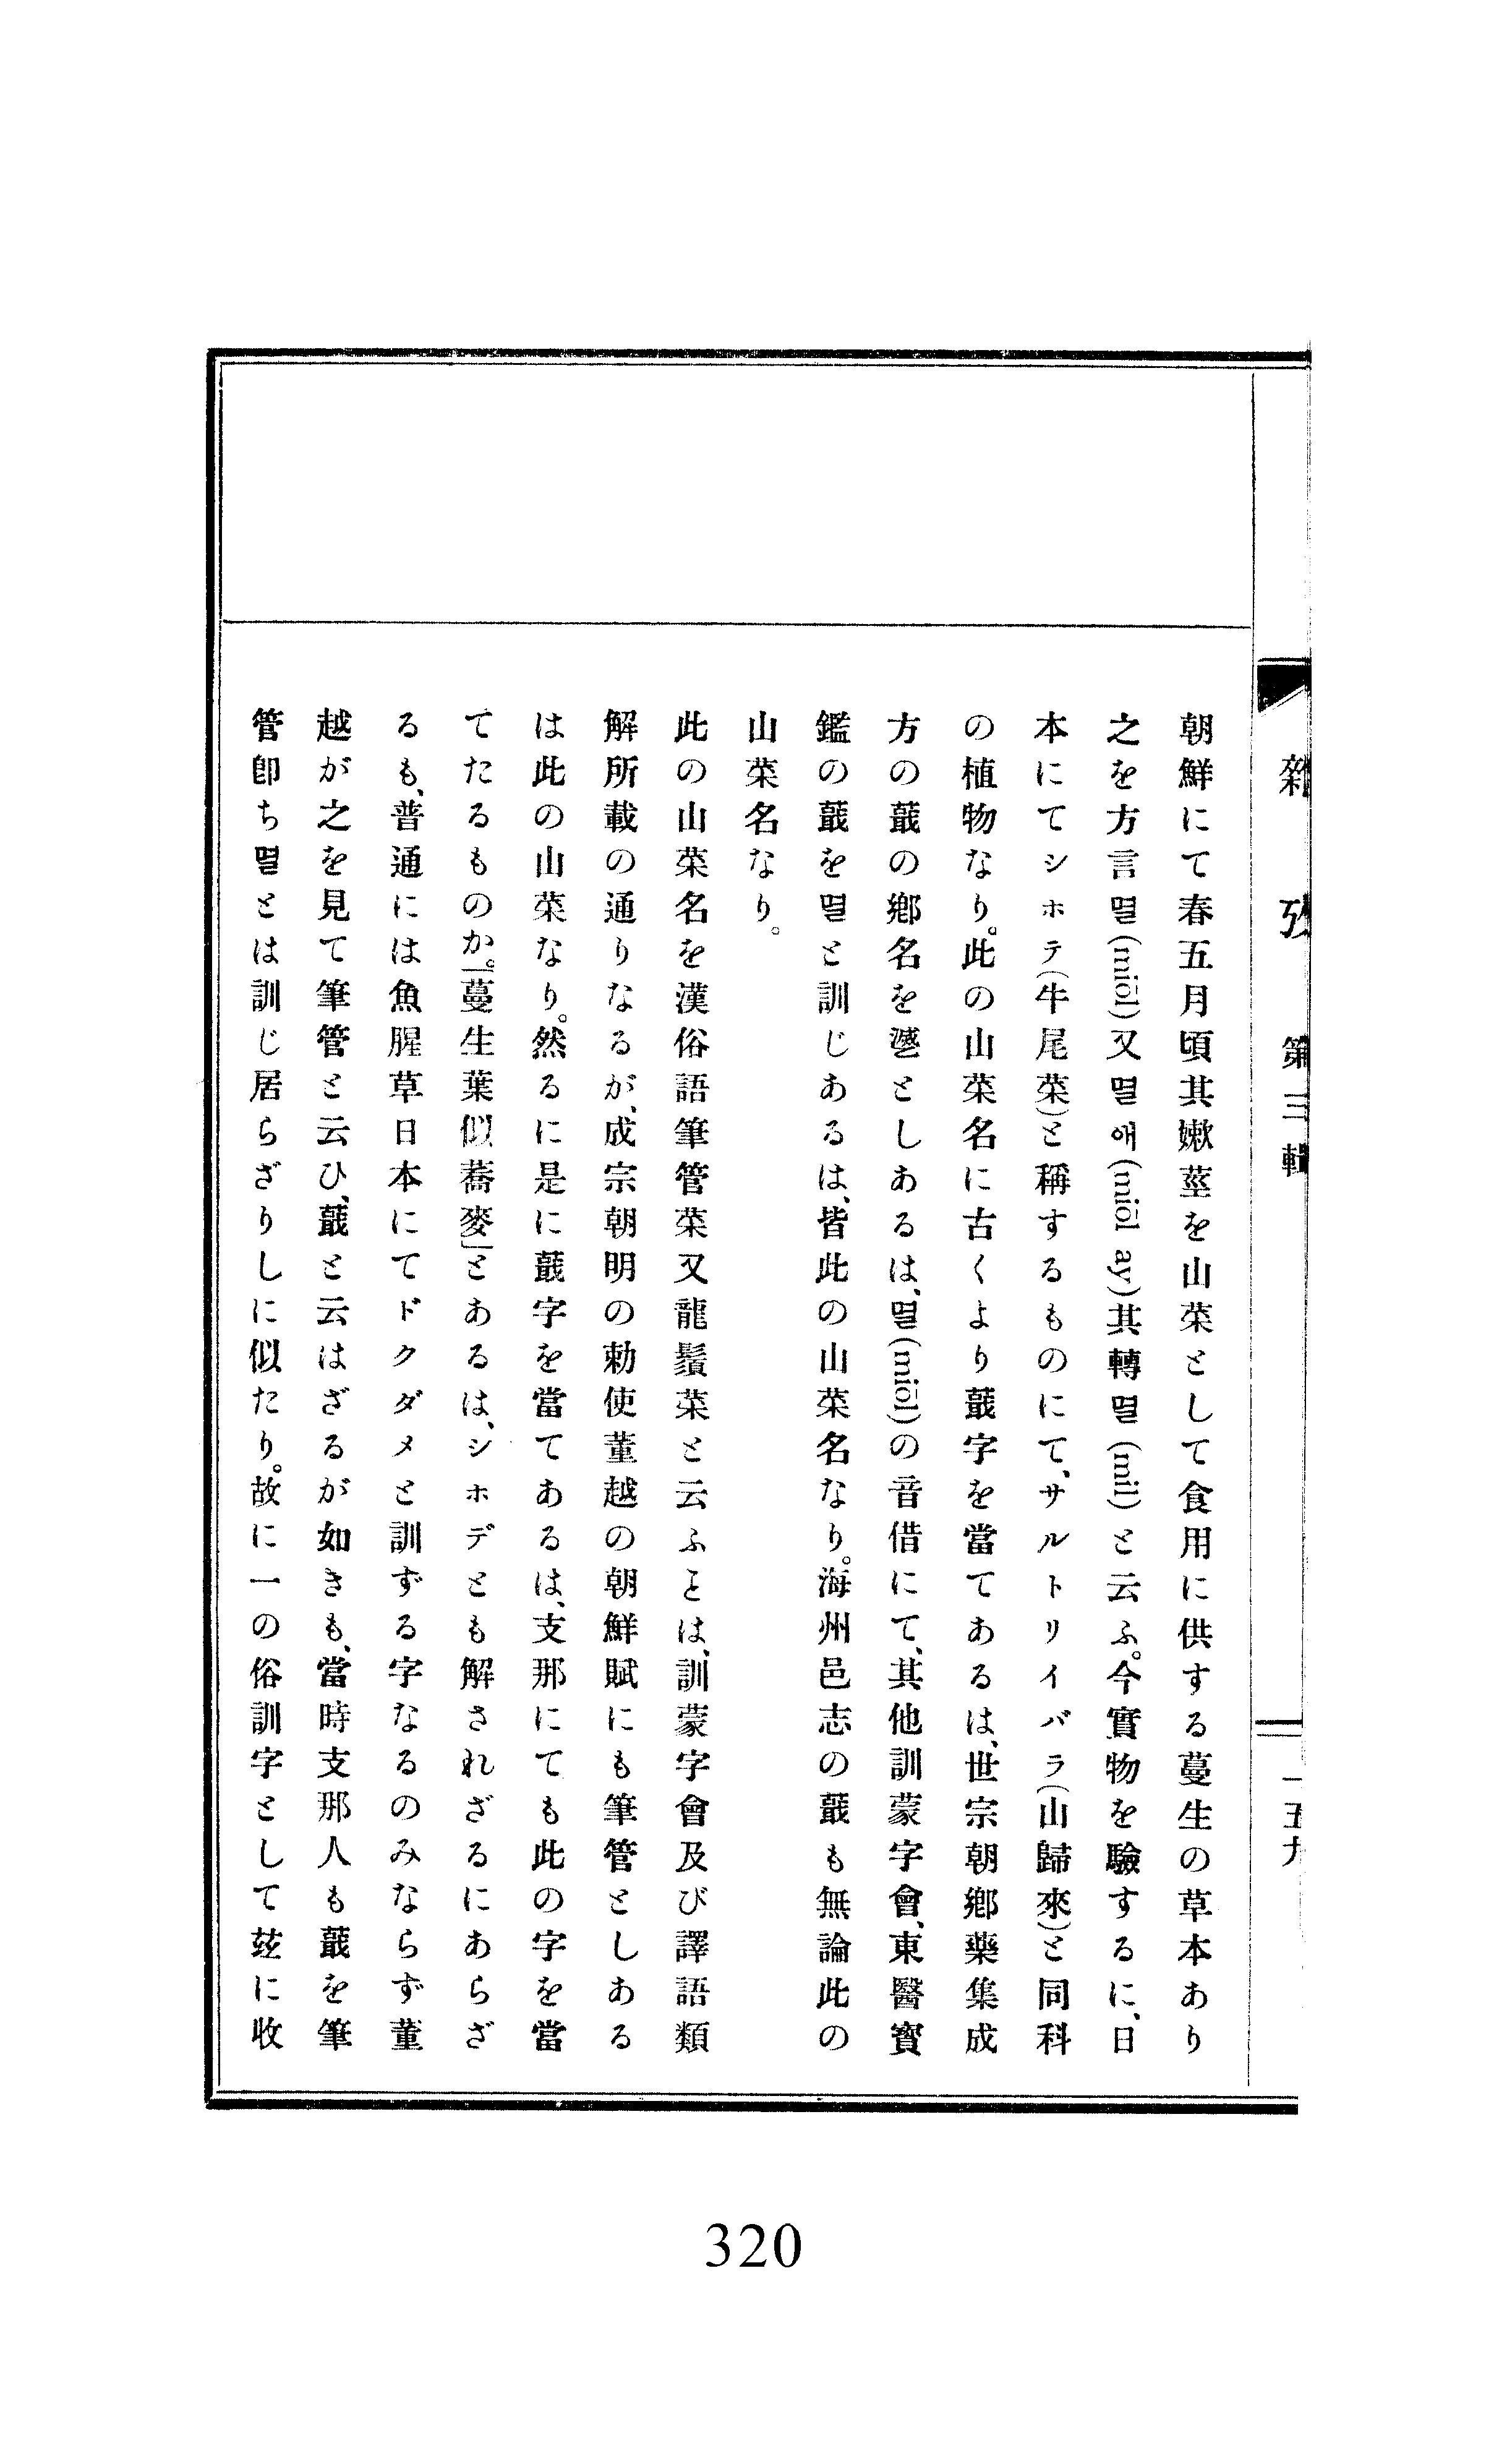 雜攷 第三輯 一五九
朝鮮にて春五月頃其嫩莖を山菜として食用に供する蔓生の草本あり
之を方言멸(miöl)又멸애(miöl ay)其轉멸(mil)と云ふ。今實物を驗するに、日
本にてシホテ(牛尾菜)と稱するものにて、サルトリイバラ(山歸來)と同科
の植物なり。此の山菜名に古くより蕺字を當てあるは、世宗朝鄕藥集成
方の蕺の鄕名を としあるは、멸(miöl)の音借にて、其他訓蒙字會、東醫寶
鑑の蕺を멸と訓じあるは、皆此の山菜名なり。海州邑志の蕺も無論此の
山菜名なり。
此の山菜名を漢俗語筆管菜又龍鬚菜と云ふとは、訓蒙字會及び譯語類
解所載の通りなるが、成宗朝明の勅使董越の朝鮮賦にも筆管としある
は此の山菜なり。然るに是に蕺字を當てあるは、支那にても此の字を當
てたるものか。「蔓生葉似蕎麥」とあるは、シホデとも解されざるにあらざ
るも、普通には魚腥草日本にてドクダメと訓ずる字なるのみならず董
越が之を見て筆管と云ひ、蕺と云はざるが如きも、當時支那人も蕺を筆
管卽ち멸とは訓じ居らざりしに似たり。故に一の俗訓字として玆に收
320